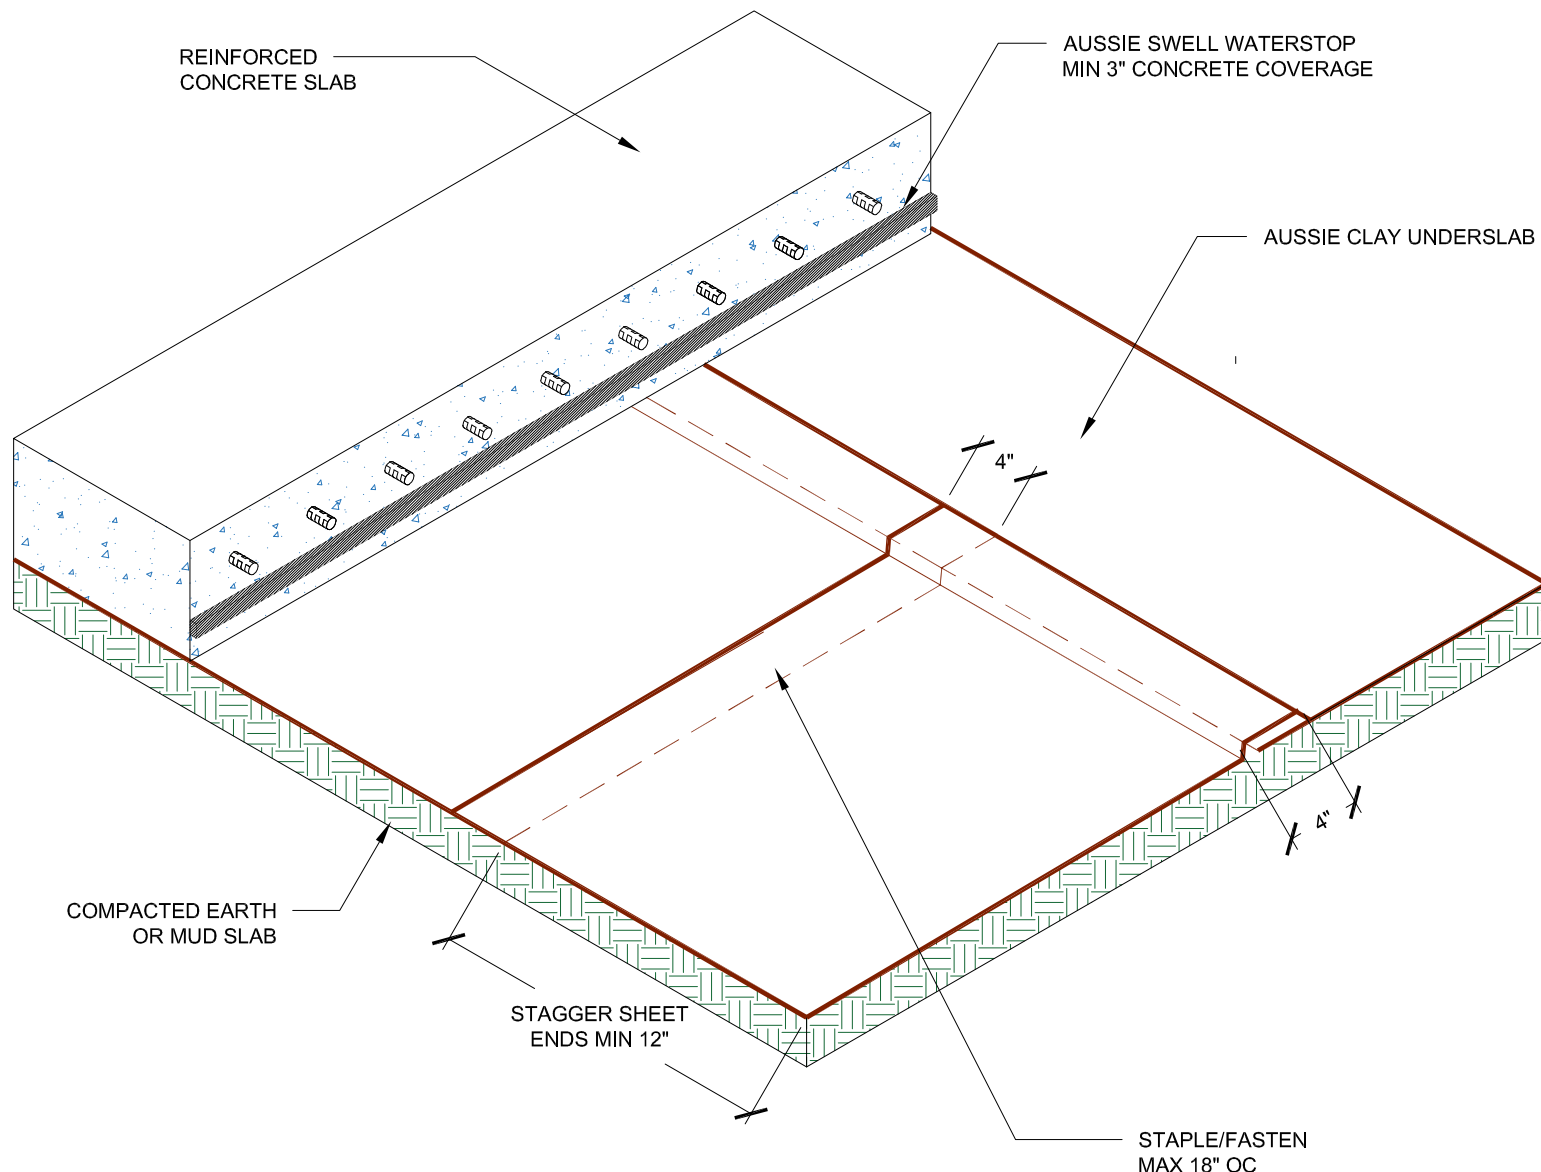 REINFORCED
CONCRETE SLAB
AUSSIE SWELL WATERSTOP
MIN 3" CONCRETE COVERAGE
AUSSIE CLAY UNDERSLAB
4"
4"
COMPACTED EARTH
OR MUD SLAB
STAGGER SHEET
ENDS MIN 12"
STAPLE/FASTEN
MAX 18" OC